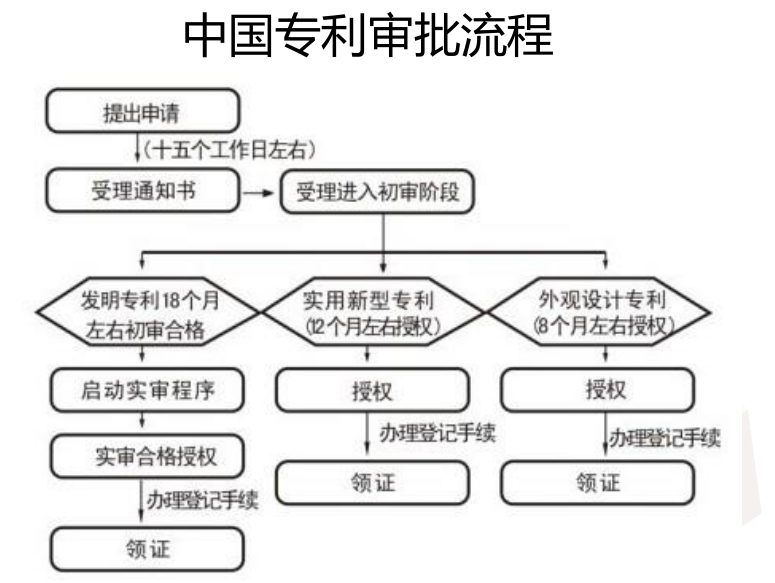 中国专利审批流程
提出申请
(十五个工作日左右)
受理通知书
受理进入初审阶段
发明专利18个月
左右初审合格
实用新型专利
(12个月左右授权)
外观设计专利
(8个月左右授权)
启动实审程序
授权
授权
办理登记手续
办理登记手续
实审合格授权
领证
领证
办理登记手续
领证